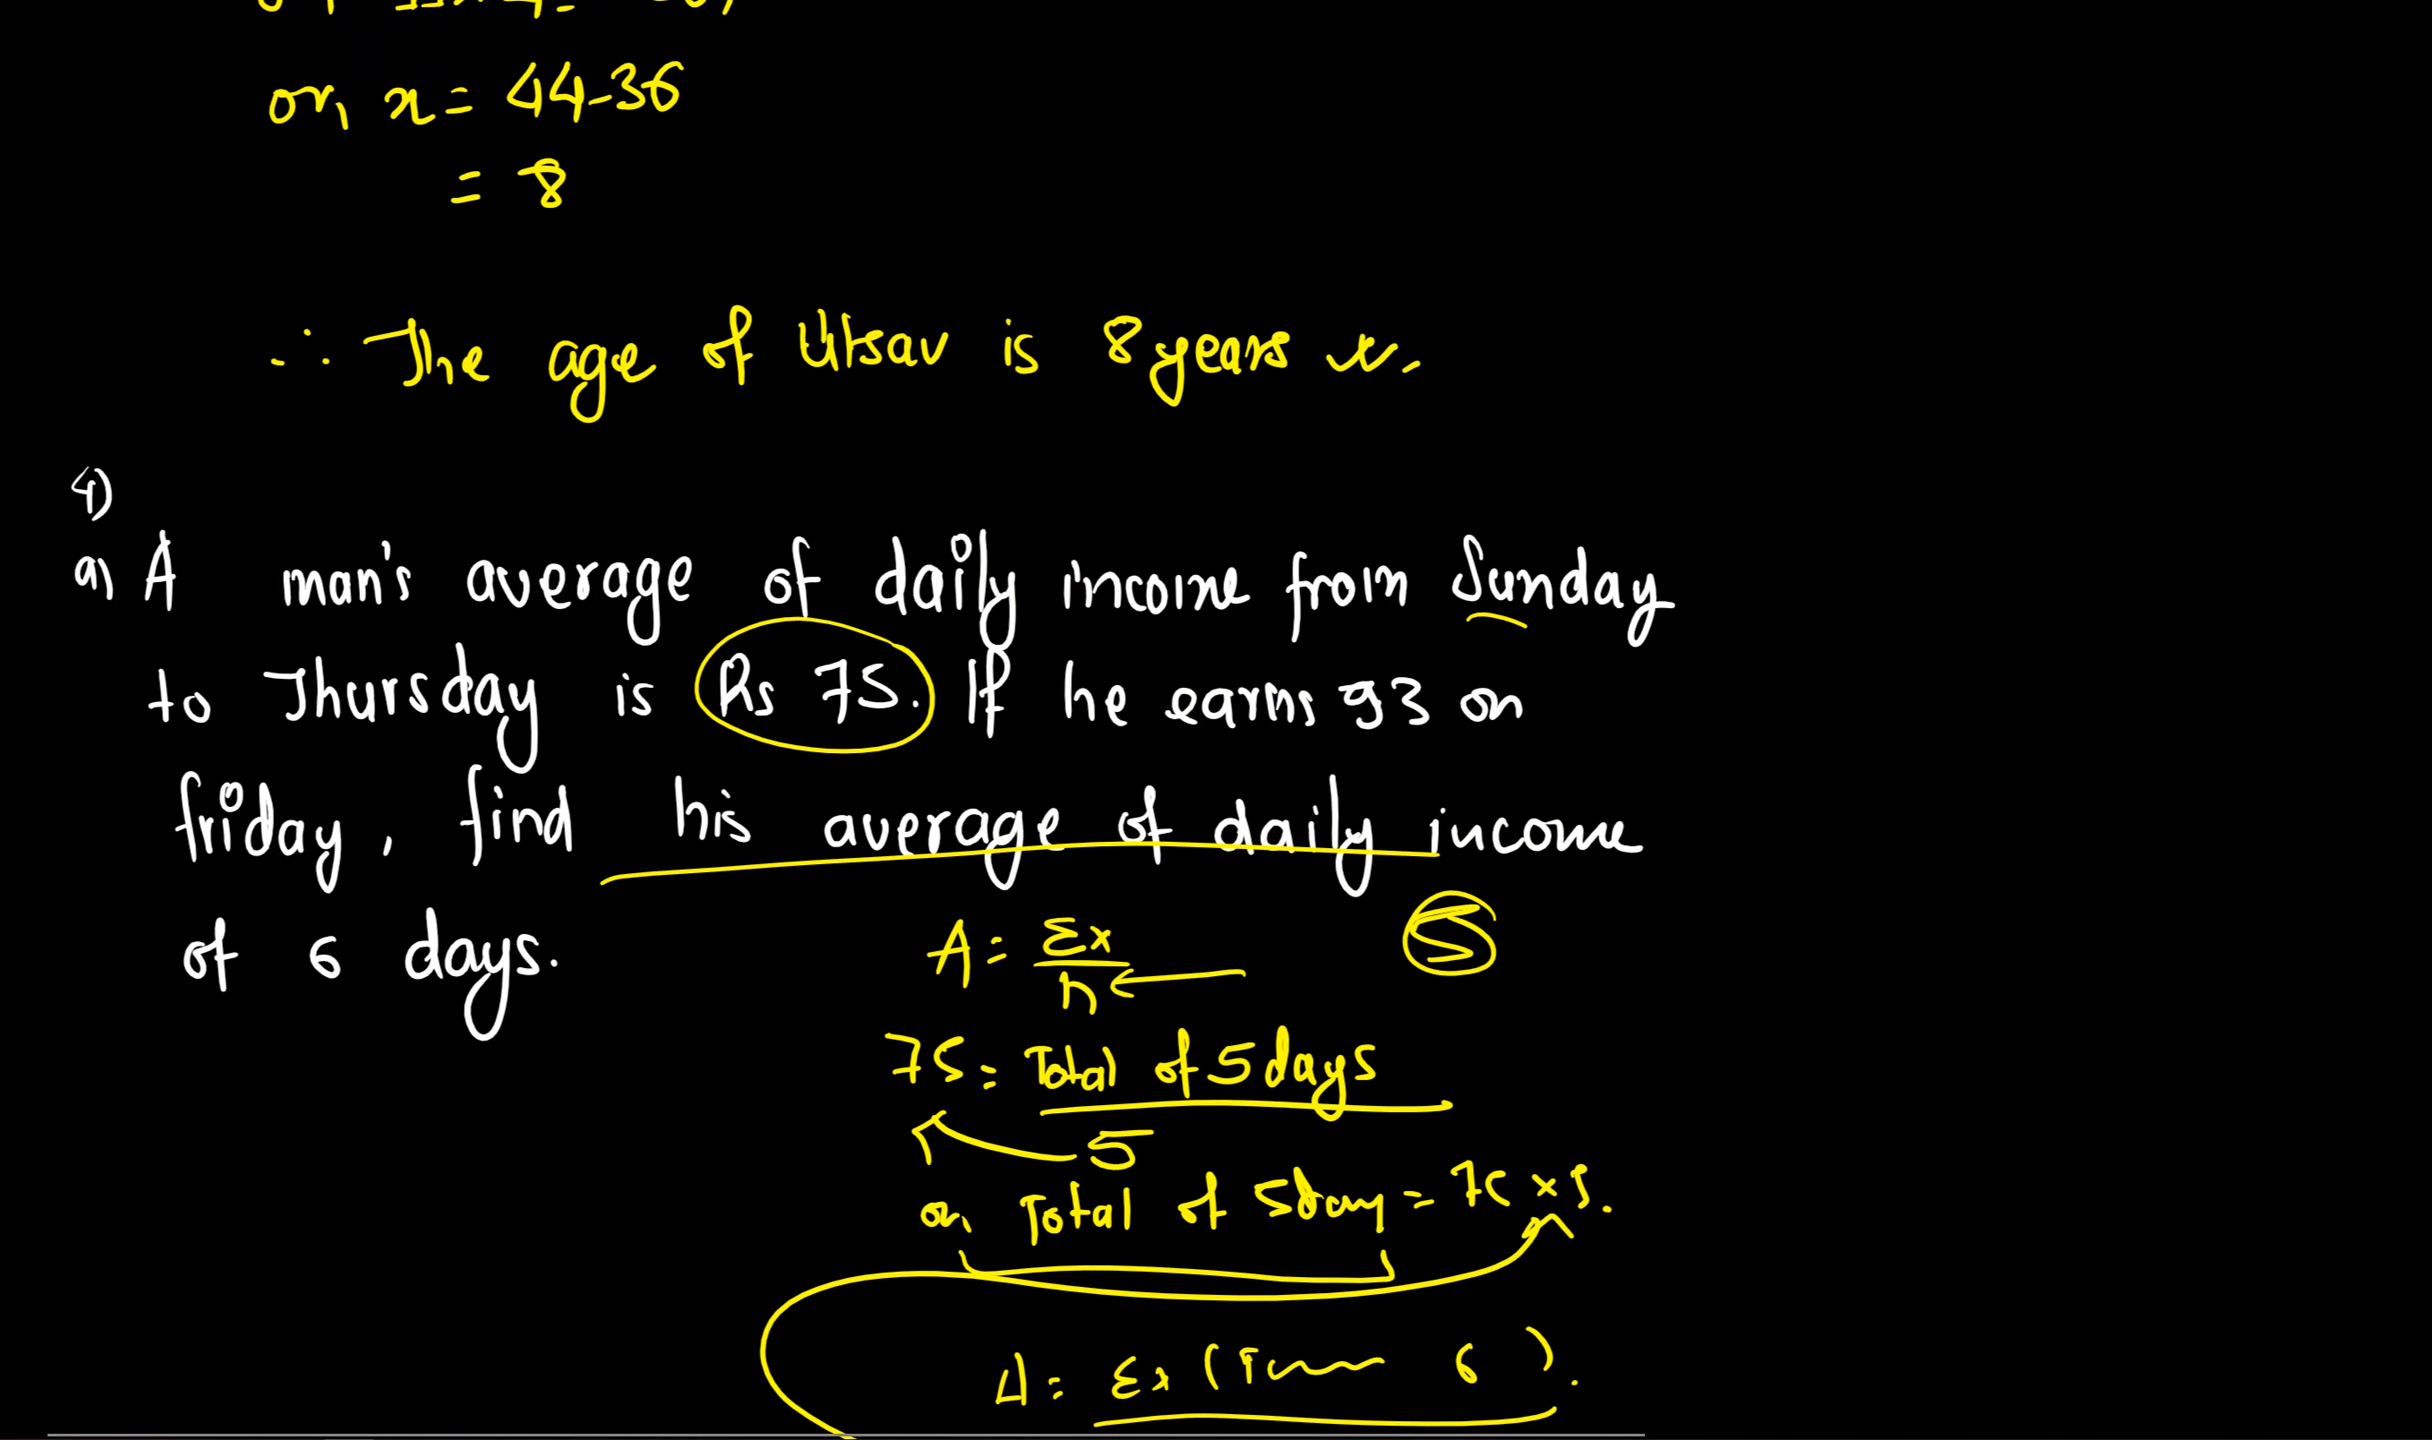 or, x = 44-36
= 8
∴ The age of Utsav is 8 years
4)
a) A man's average of daily income from Sunday
to Thursday is Rs 75. If he earns 93 on
friday, find his average of daily income
of 6 days.
5
A = Σx
n
75 = Total of 5 days
5
or, Total of 5 day = 75 × 5.
A = Σx ( 6 ).